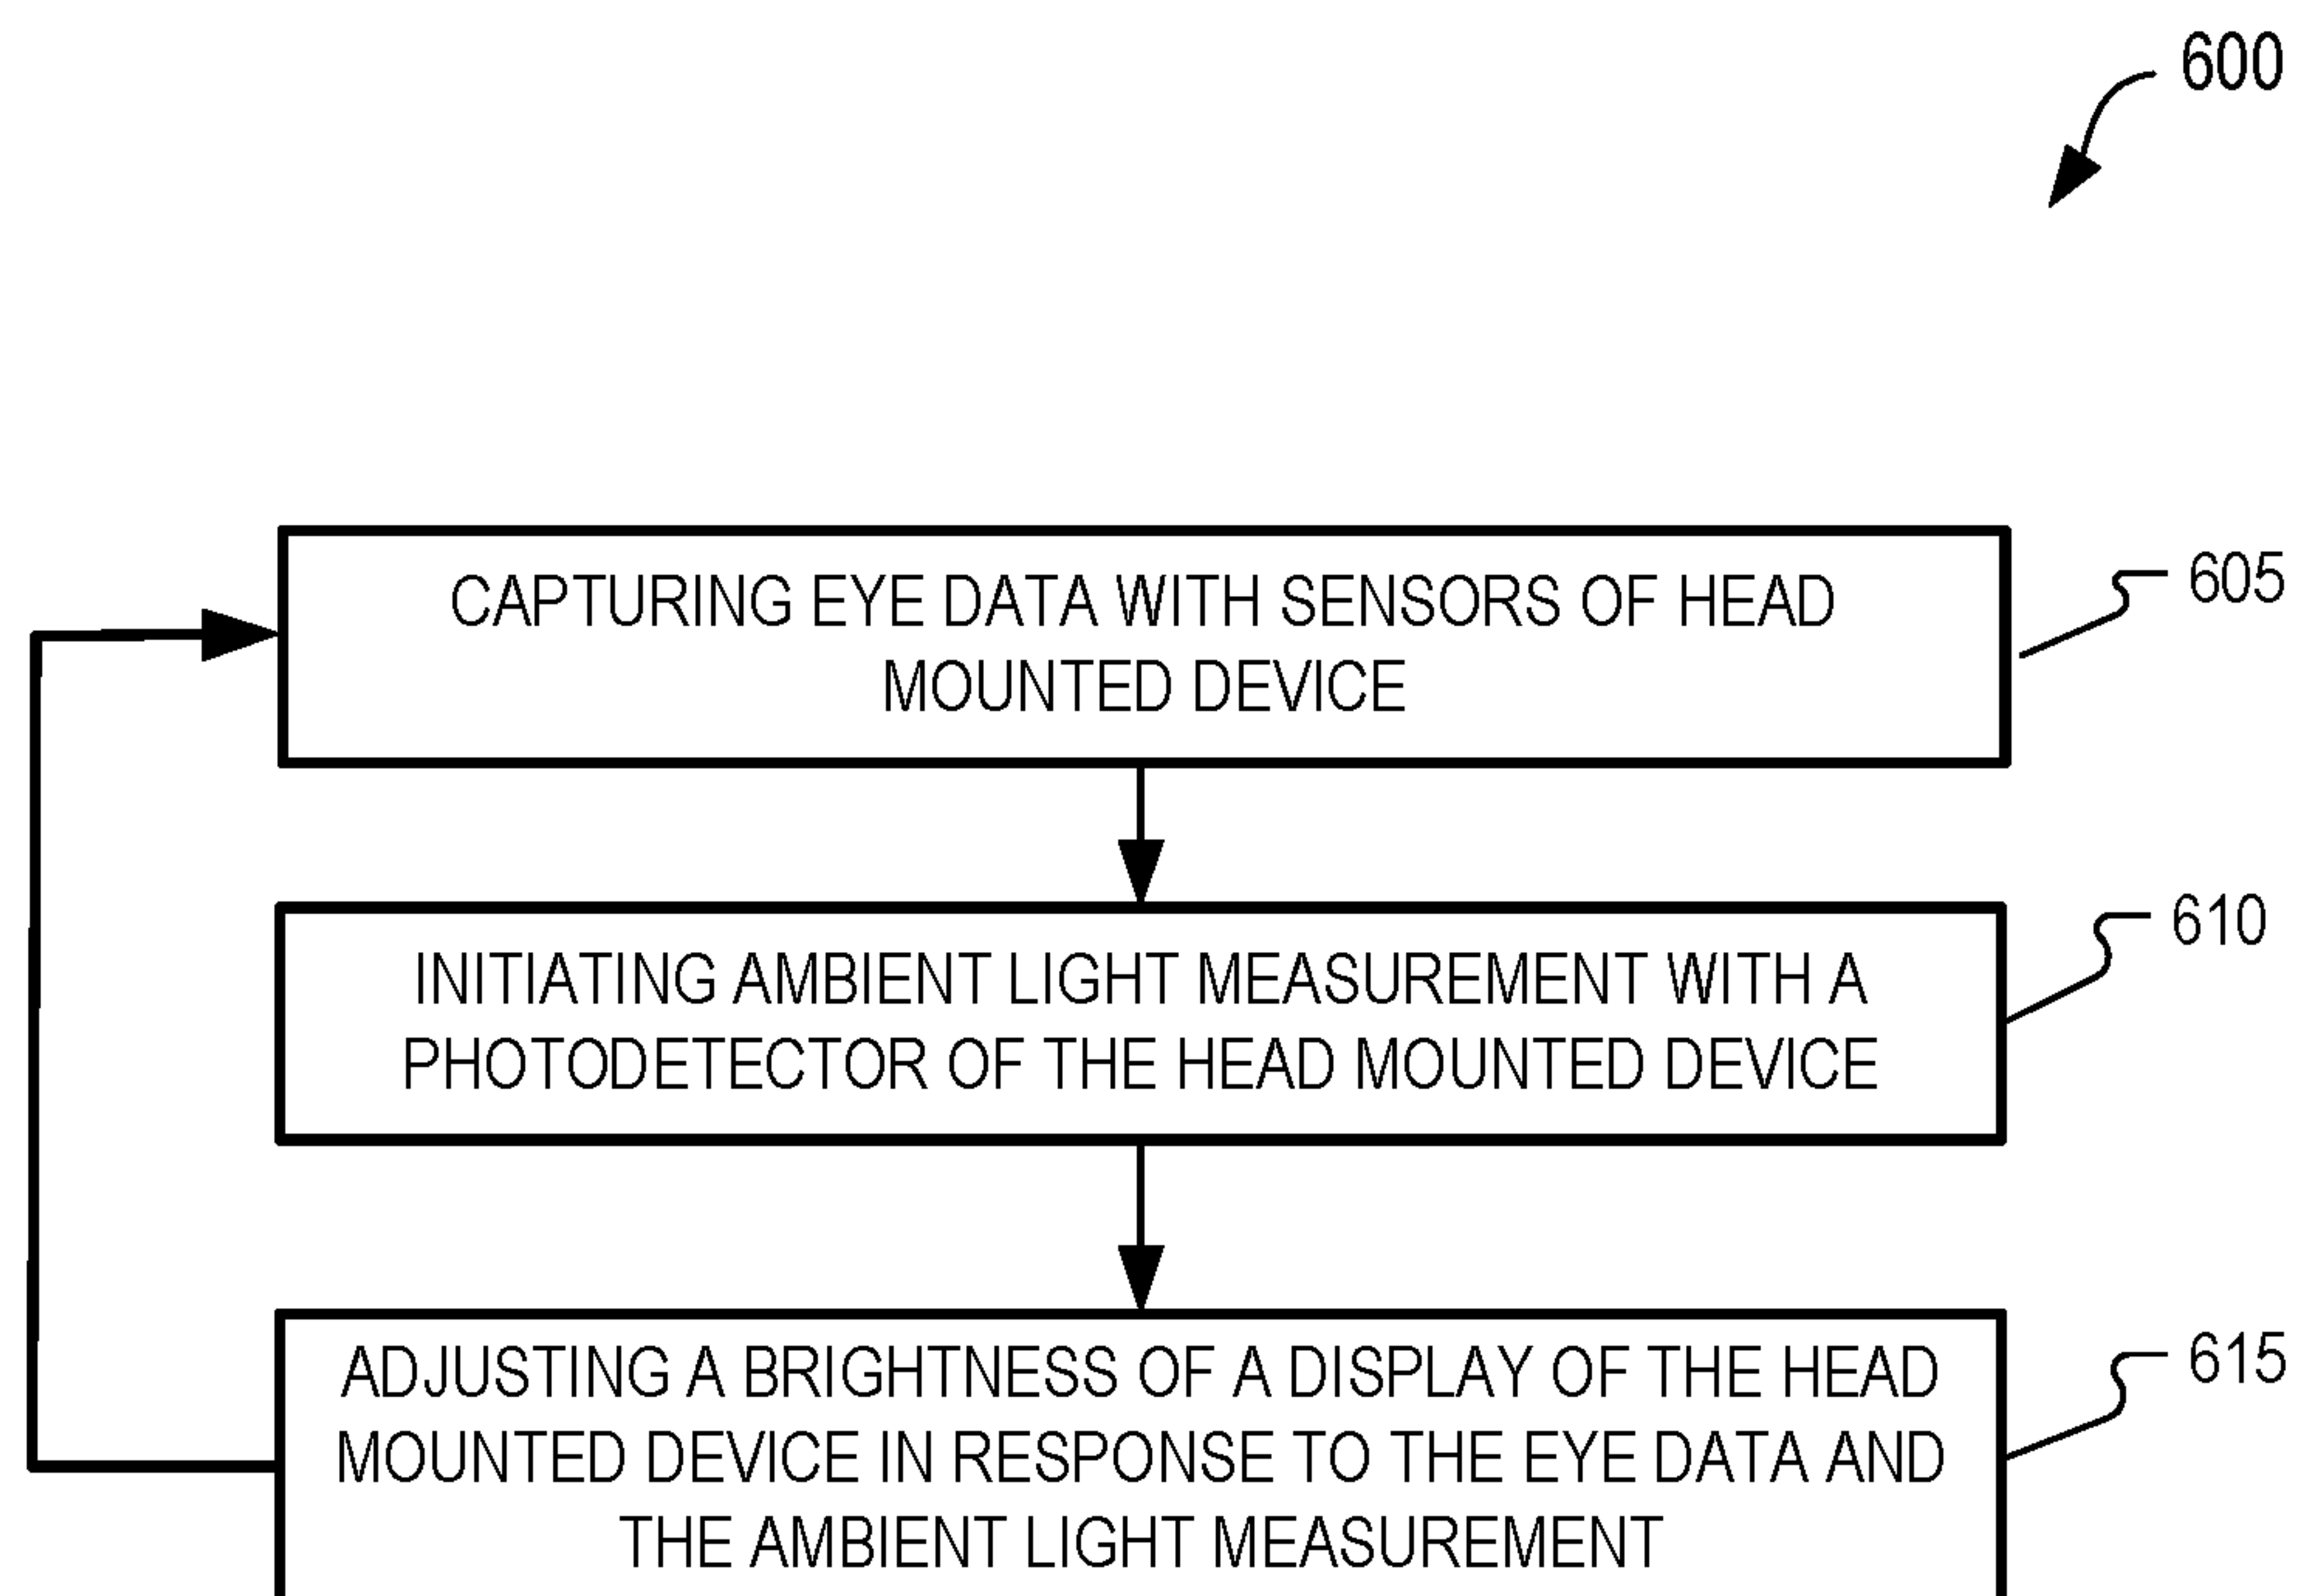 600
CAPTURING EYE DATA WITH SENSORS OF HEAD
MOUNTED DEVICE
605
INITIATING AMBIENT LIGHT MEASUREMENT WITH A
PHOTODETECTOR OF THE HEAD MOUNTED DEVICE
610
ADJUSTING A BRIGHTNESS OF A DISPLAY OF THE HEAD
MOUNTED DEVICE IN RESPONSE TO THE EYE DATA AND
THE AMBIENT LIGHT MEASUREMENT
615